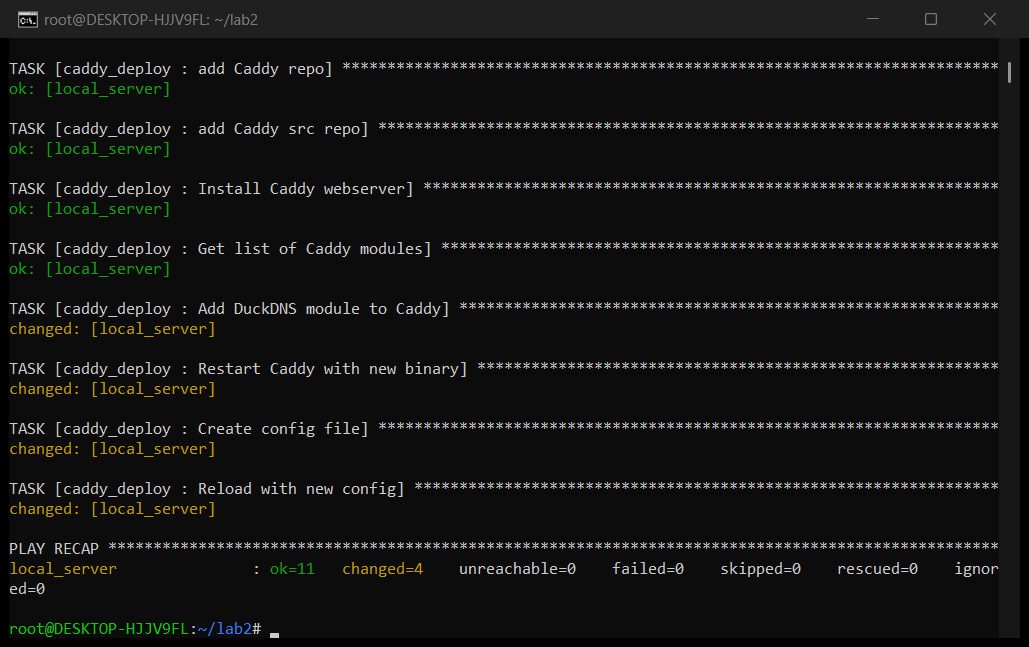 root@DESKTOP-HJJV9FL: ~/lab2
TASK [caddy_deploy : add Caddy repo] *************************************************************************
ok: [local_server]
TASK [caddy_deploy : add Caddy src repo] *********************************************************************
ok: [local_server]
TASK [caddy_deploy : Install Caddy webserver] ****************************************************************
ok: [local_server]
TASK [caddy_deploy : Get list of Caddy modules] **************************************************************
ok: [local_server]
TASK [caddy_deploy : Add DuckDNS module to Caddy] ************************************************************
changed: [local_server]
TASK [caddy_deploy : Restart Caddy with new binary] **********************************************************
changed: [local_server]
TASK [caddy_deploy : Create config file] *********************************************************************
changed: [local_server]
TASK [caddy_deploy : Reload with new config] *****************************************************************
changed: [local_server]
PLAY RECAP ***************************************************************************************************
local_server               : ok=11   changed=4    unreachable=0    failed=0    skipped=0    rescued=0    ignor
ed=0
root@DESKTOP-HJJV9FL:~/lab2#